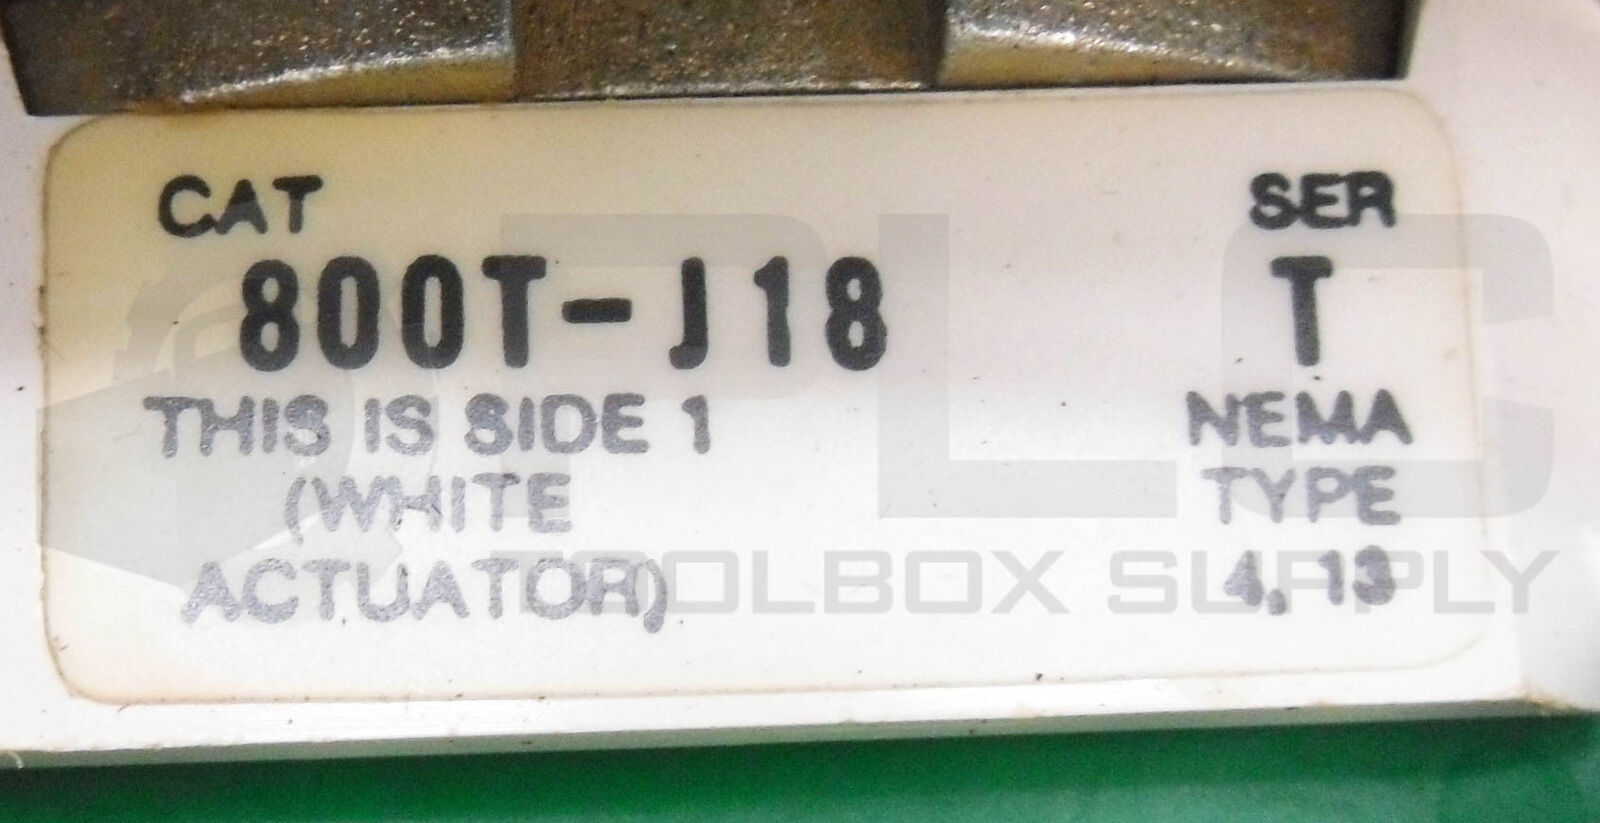 CAT SER
800T-J18 T
THIS IS SIDE 1 NEMA
(WHITE TYPE
ACTUATOR) 4, 13
PLC
TOOLBOX SUPPLY